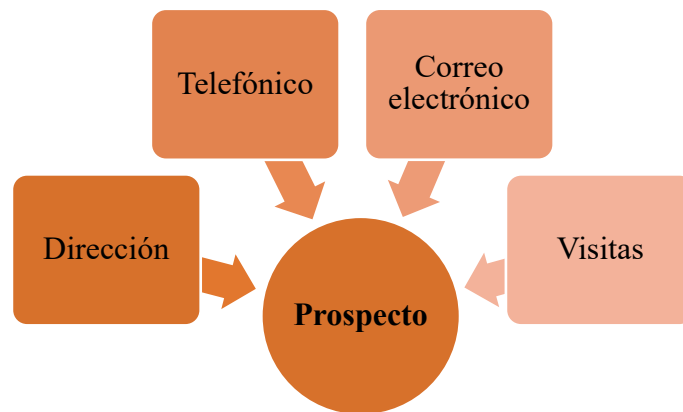 Telefónico
Correo
electrónico
Dirección
Visitas
Prospecto